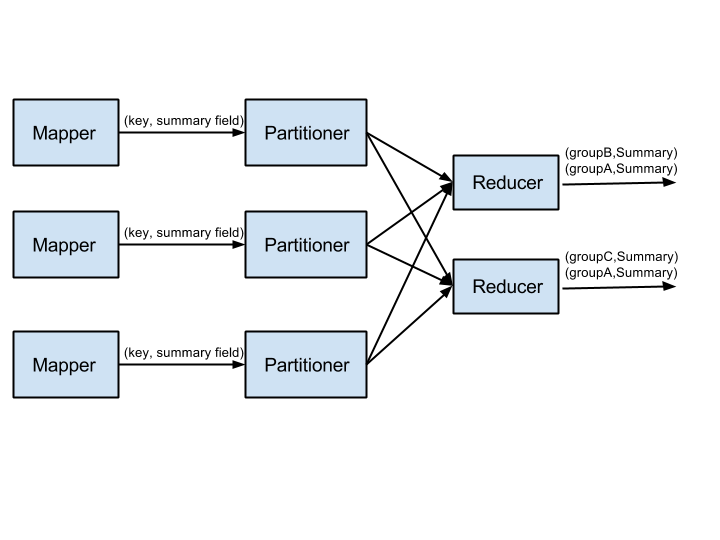 Mapper
(key, summary field)
Partitioner
Mapper
(key, summary field)
Partitioner
Mapper
(key, summary field)
Partitioner
Reducer
(groupB,Summary)
(groupA,Summary)
Reducer
(groupC,Summary)
(groupA,Summary)